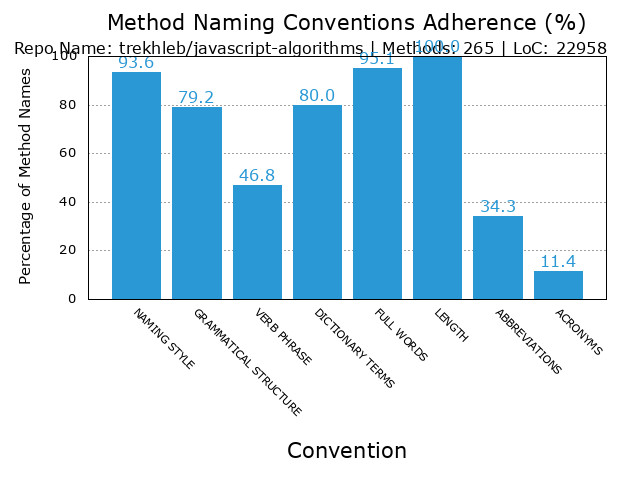 Method Naming Conventions Adherence (%)
Repo Name: trekhleb/javascript-algorithms | Methods: 265 | LoC: 22958
Percentage of Method Names
100
80
60
40
20
0
93.6
79.2
46.8
80.0
95.1
100.0
34.3
11.4
NAMING STYLE
GRAMMATICAL STRUCTURE
VERB PHRASE
DICTIONARY TERMS
FULL WORDS
LENGTH
ABBREVIATIONS
ACRONYMS
Convention